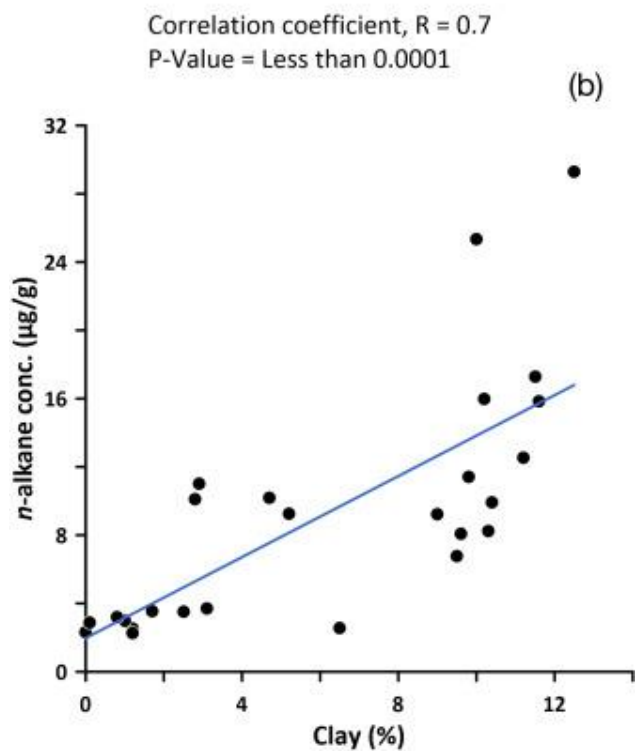 Correlation coefficient, R = 0.7
P-Value = Less than 0.0001
(b)
32
24
16
8
0
n-alkane conc. (µg/g)
0
4
8
12
Clay (%)